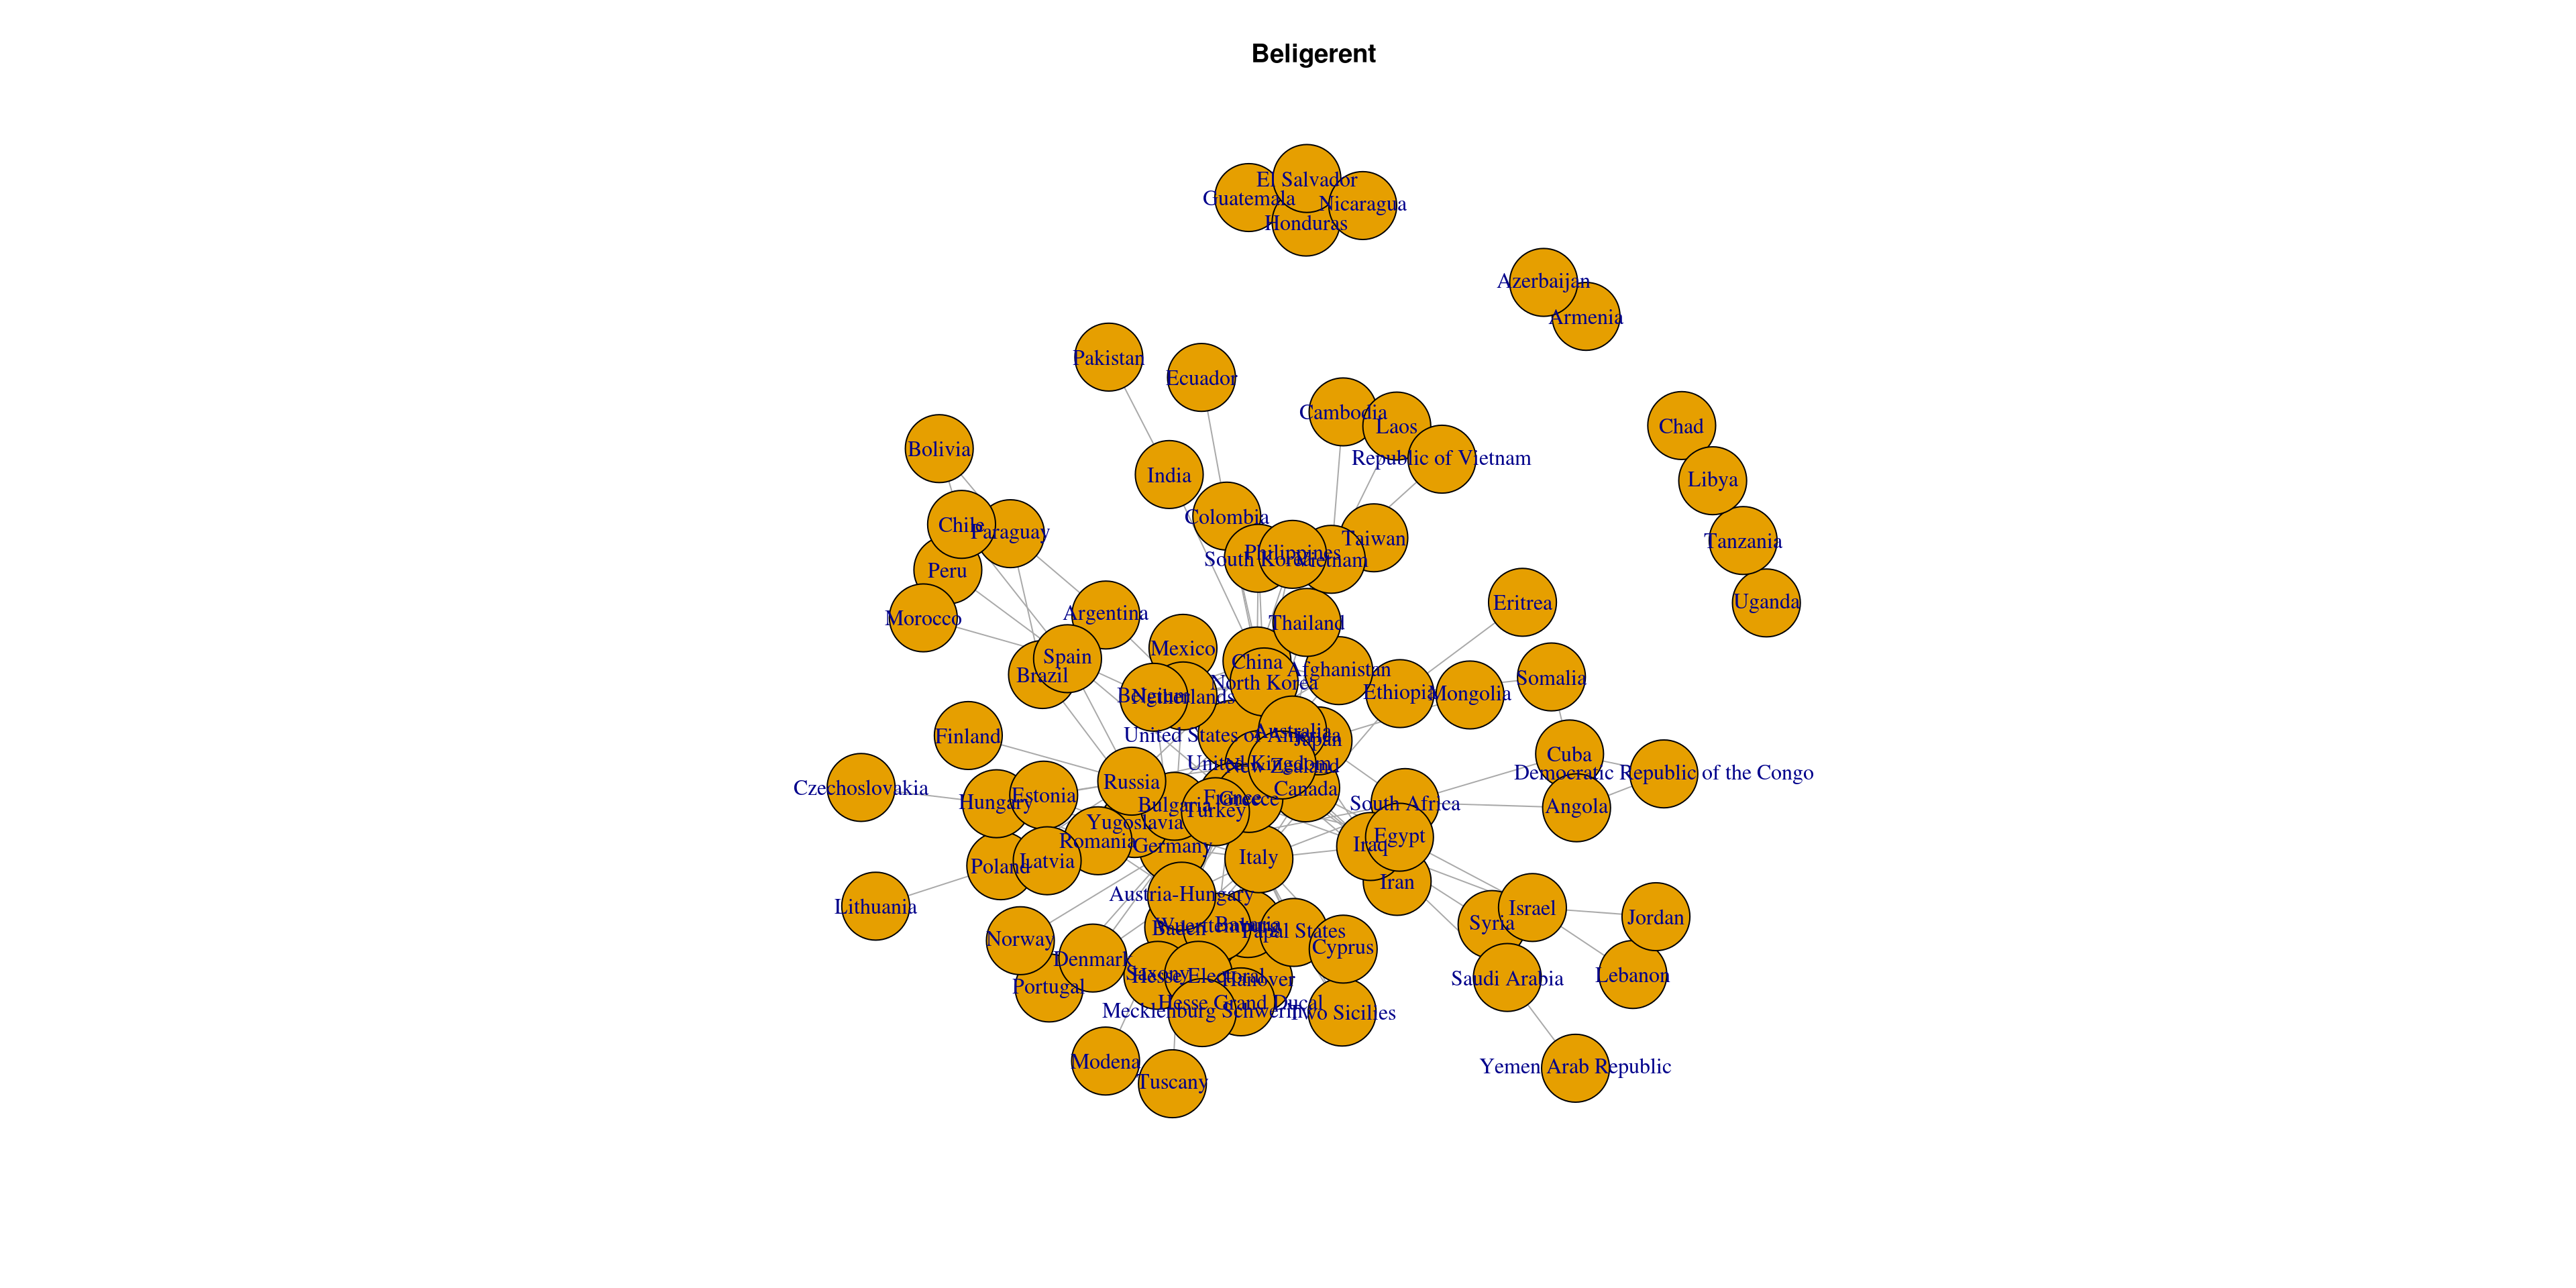 Beligerent
El Salvador
Guatemala
Nicaragua
Honduras
Azerbaijan
Armenia
Pakistan
Ecuador
Cambodia
Laos
Chad
Bolivia
Republic of Vietnam
India
Libya
Colombia
Chile
Paraguay
Taiwan
Tanzania
Philippines
South Korea
Vietnam
Peru
Uganda
Eritrea
Argentina
Morocco
Thailand
Mexico
Spain
China
Afghanistan
Brazil
Somalia
North Korea
Ethiopia
Mongolia
Belgium
Netherlands
Finland
United States of America
Australia
Japan
Cuba
United Kingdom
New Zealand
Democratic Republic of the Congo
Russia
Czechoslovakia
Canada
Estonia
Hungary
France
Greece
South Africa
Bulgaria
Angola
Turkey
Yugoslavia
Egypt
Romania
Germany
Iraq
Italy
Latvia
Poland
Iran
Austria-Hungary
Lithuania
Israel
Jordan
Syria
Wuerttemburg
Bavaria
Baden
Papal States
Norway
Cyprus
Denmark
Saxony
Hesse Electoral
Hanover
Saudi Arabia
Lebanon
Portugal
Hesse Grand Ducal
Mecklenburg Schwerin
Two Sicilies
Modena
Yemen Arab Republic
Tuscany